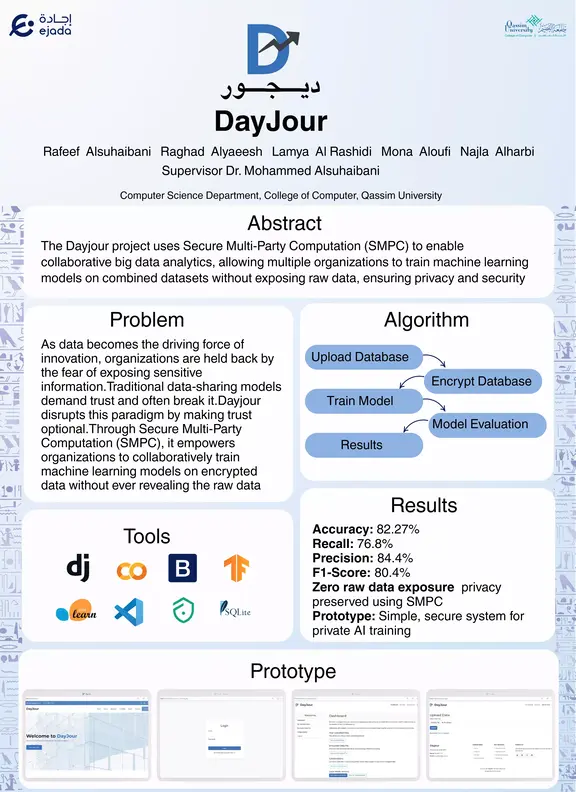 إجادة
ejada
Qassim
University
ديجور
DayJour
Rafeef Alsuhaibani Raghad Alyaeesh Lamya Al Rashidi Mona Aloufi Najla Alharbi
Supervisor Dr. Mohammed Alsuhaibani
Computer Science Department, College of Computer, Qassim University
Abstract
The Dayjour project uses Secure Multi-Party Computation (SMPC) to enable
collaborative big data analytics, allowing multiple organizations to train machine learning
models on combined datasets without exposing raw data, ensuring privacy and security
Problem
As data becomes the driving force of
innovation, organizations are held back by
the fear of exposing sensitive
information.Traditional data-sharing models
demand trust and often break it.Dayjour
disrupts this paradigm by making trust
optional.Through Secure Multi-Party
Computation (SMPC), it empowers
organizations to collaboratively train
machine learning models on encrypted
data without ever revealing the raw data
Algorithm
Upload Database
Encrypt Database
Train Model
Model Evaluation
Results
Tools
dj
B
learn
SQLite
Results
Accuracy: 82.27%
Recall: 76.8%
Precision: 84.4%
F1-Score: 80.4%
Zero raw data exposure privacy
preserved using SMPC
Prototype: Simple, secure system for
private AI training
Prototype
DayJour
Welcome to DayJour
Login
DayJour
Dashboard
DayJour